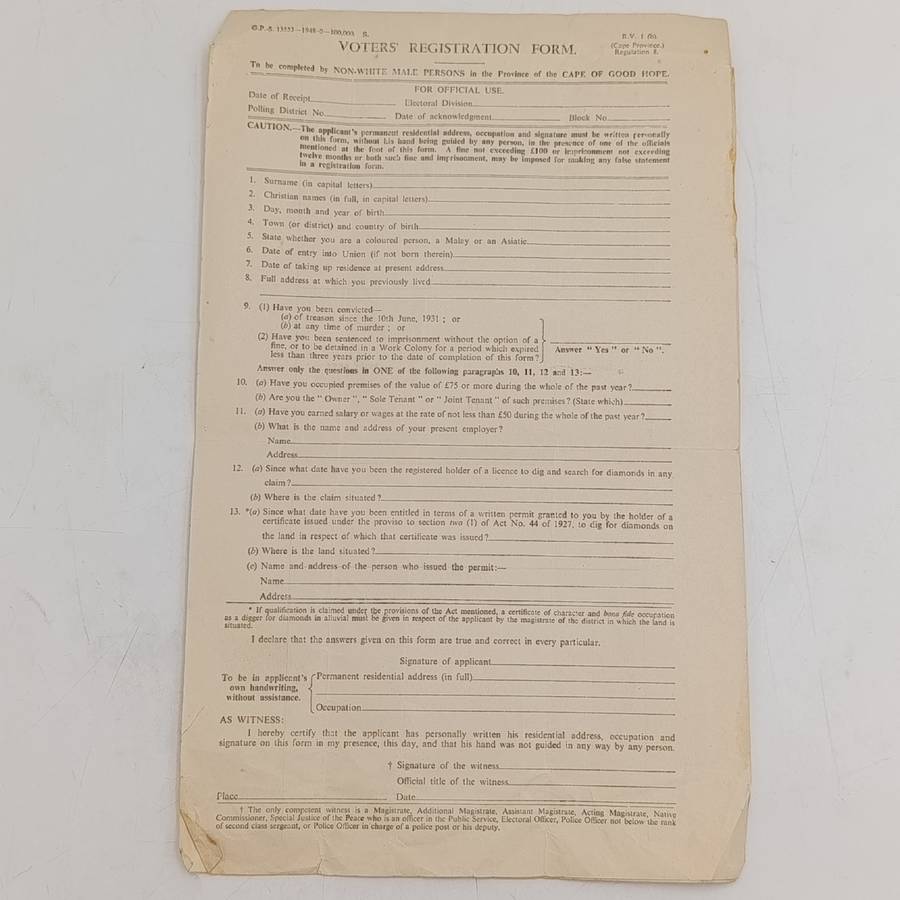 G.P.-S. 13553—1948-9—100,000 S.
R.V. 1 (b).
(Cape Province.)
Regulation 8.
VOTERS' REGISTRATION FORM.
To be completed by NON-WHITE MALE PERSONS in the Province of the CAPE OF GOOD HOPE.
FOR OFFICIAL USE.
Date of Receipt Electoral Division
Polling District No. Date of acknowledgment Block No.
CAUTION.—The applicant's permanent residential address, occupation and signature must be written personally
on this form, without his hand being guided by any person, in the presence of one of the officials
mentioned at the foot of this form. A fine not exceeding £100 or imprisonment not exceeding
twelve months or both such fine and imprisonment, may be imposed for making any false statement
in a registration form.
1. Surname (in capital letters)
2. Christian names (in full, in capital letters)
3. Day, month and year of birth
4. Town (or district) and country of birth
5. State whether you are a coloured person, a Malay or an Asiatic
6. Date of entry into Union (if not born therein)
7. Date of taking up residence at present address
8. Full address at which you previously lived
9. (1) Have you been convicted—
(a) of treason since the 10th June, 1931 ; or
(b) at any time of murder ; or
(2) Have you been sentenced to imprisonment without the option of a
fine, or to be detained in a Work Colony for a period which expired
less than three years prior to the date of completion of this form?
Answer " Yes " or " No ".
Answer only the questions in ONE of the following paragraphs 10, 11, 12 and 13:—
10. (a) Have you occupied premises of the value of £75 or more during the whole of the past year?
(b) Are you the " Owner ", " Sole Tenant " or " Joint Tenant " of such premises? (State which)
11. (a) Have you earned salary or wages at the rate of not less than £50 during the whole of the past year?
(b) What is the name and address of your present employer?
Name
Address
12. (a) Since what date have you been the registered holder of a licence to dig and search for diamonds in any
claim?
(b) Where is the claim situated?
13. *(a) Since what date have you been entitled in terms of a written permit granted to you by the holder of a
certificate issued under the proviso to section two (1) of Act No. 44 of 1927, to dig for diamonds on
the land in respect of which that certificate was issued?
(b) Where is the land situated?
(c) Name and address of the person who issued the permit:—
Name
Address
* If qualification is claimed under the provisions of the Act mentioned, a certificate of character and bona fide occupation
as a digger for diamonds in alluvial must be given in respect of the applicant by the magistrate of the district in which the land is
situated.
I declare that the answers given on this form are true and correct in every particular.
Signature of applicant
To be in applicant's
own handwriting,
without assistance.
Permanent residential address (in full)
Occupation
AS WITNESS:
I hereby certify that the applicant has personally written his residential address, occupation and
signature on this form in my presence, this day, and that his hand was not guided in any way by any person.
† Signature of the witness
Official title of the witness
Place Date
† The only competent witness is a Magistrate, Additional Magistrate, Assistant Magistrate, Acting Magistrate, Native
Commissioner, Special Justice of the Peace who is an officer in the Public Service, Electoral Officer, Police Officer not below the rank
of second class sergeant, or Police Officer in charge of a police post or his deputy.